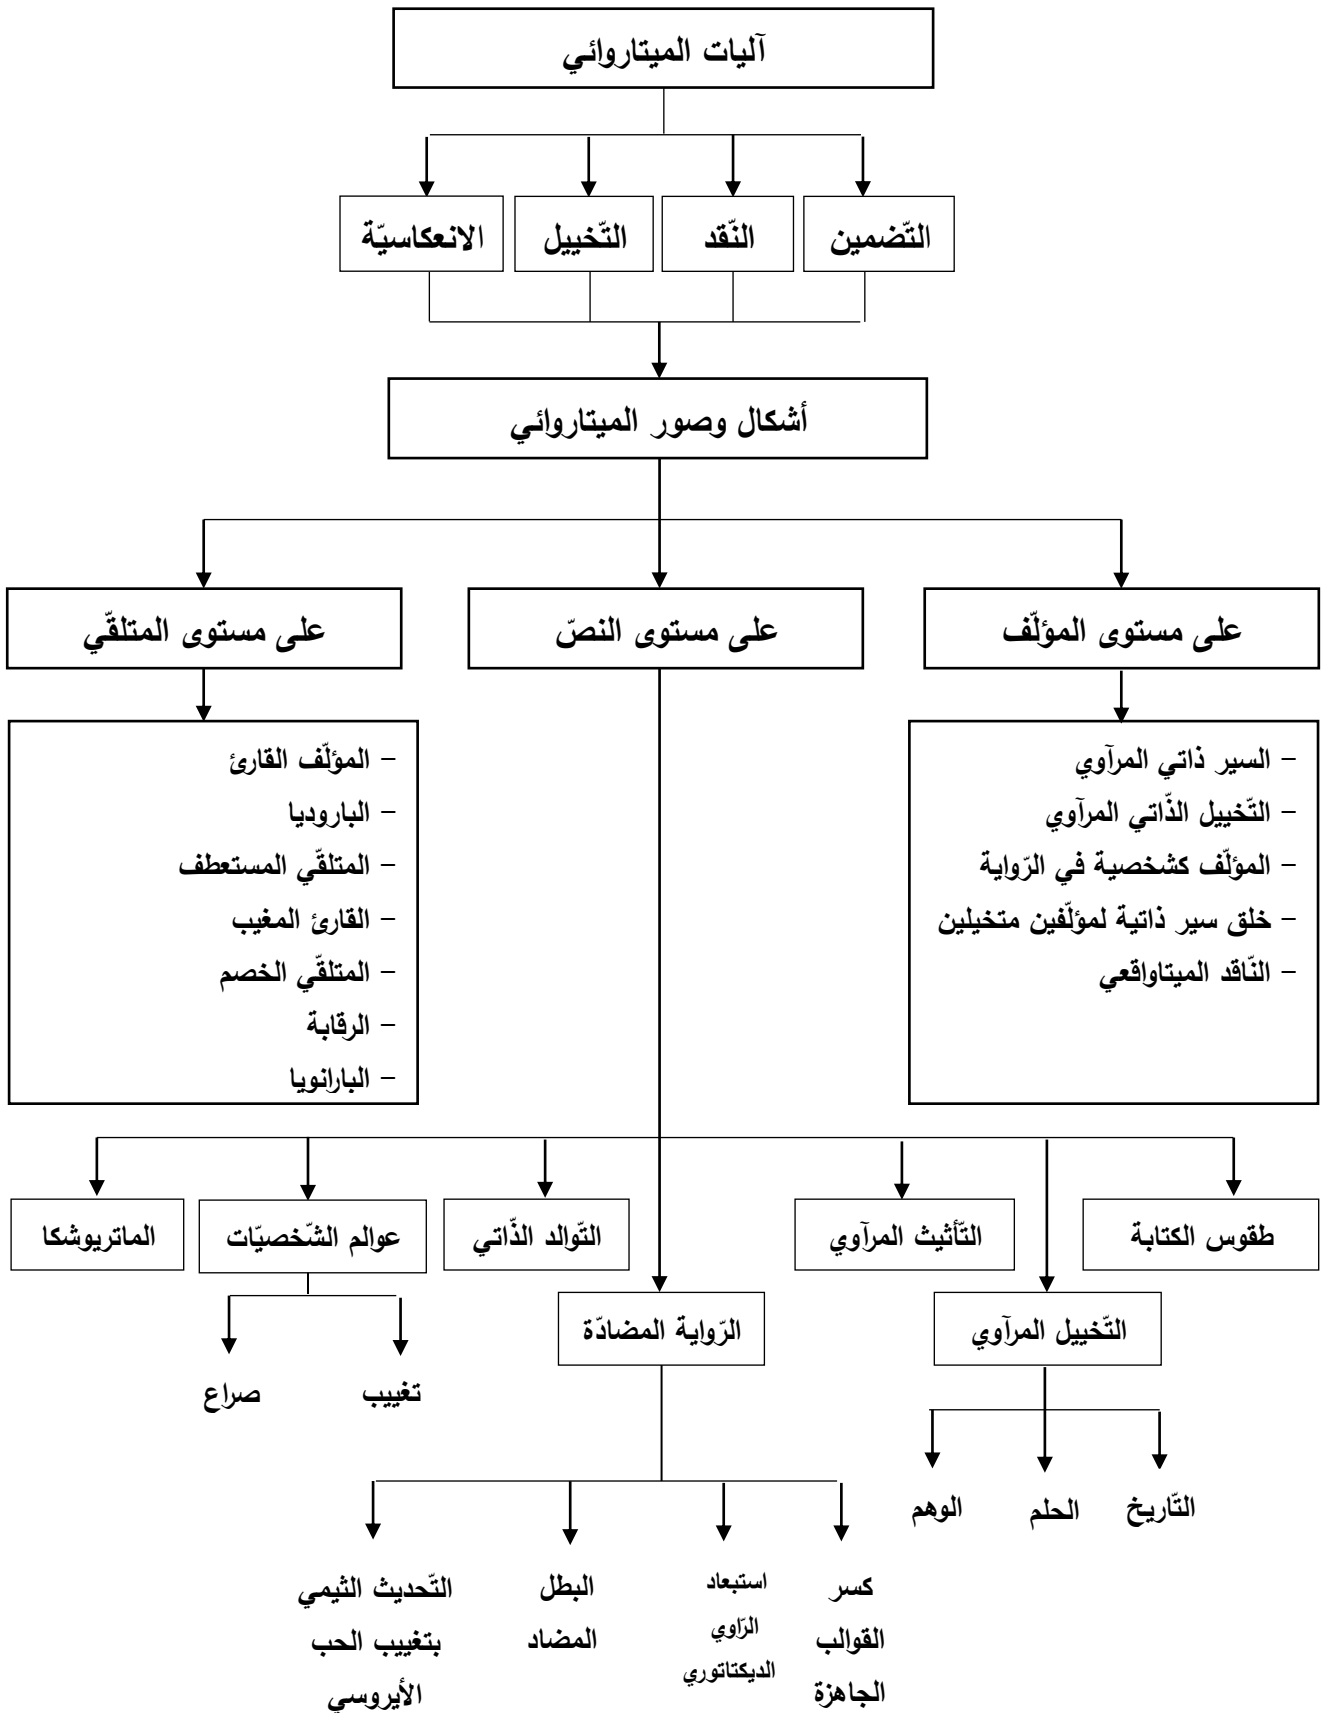 آليات الميتاروائي
التّضمين
النّقد
التّخييل
الانعكاسيّة
أشكال وصور الميتاروائي
على مستوى المؤلّف
على مستوى النصّ
على مستوى المتلقّي
– السير ذاتي المرآوي
– التّخييل الذّاتي المرآوي
– المؤلّف كشخصية في الرّواية
– خلق سير ذاتية لمؤلّفين متخيلين
– النّاقد الميتاواقعي
– المؤلّف القارئ
– الباروديا
– المتلقّي المستعطف
– القارئ المغيب
– المتلقّي الخصم
– الرقابة
– البارانويا
طقوس الكتابة
التّأثيث المرآوي
التّوالد الذّاتي
عوالم الشّخصيّات
الماتريوشكا
التّخييل المرآوي
الرّواية المضادّة
تغييب
صراع
التّاريخ
الحلم
الوهم
كسر
القوالب
الجاهزة
استبعاد
الرّاوي
الديكتاتوري
البطل
المضاد
التّحديث الثيمي
بتغييب الحب
الأيروسي